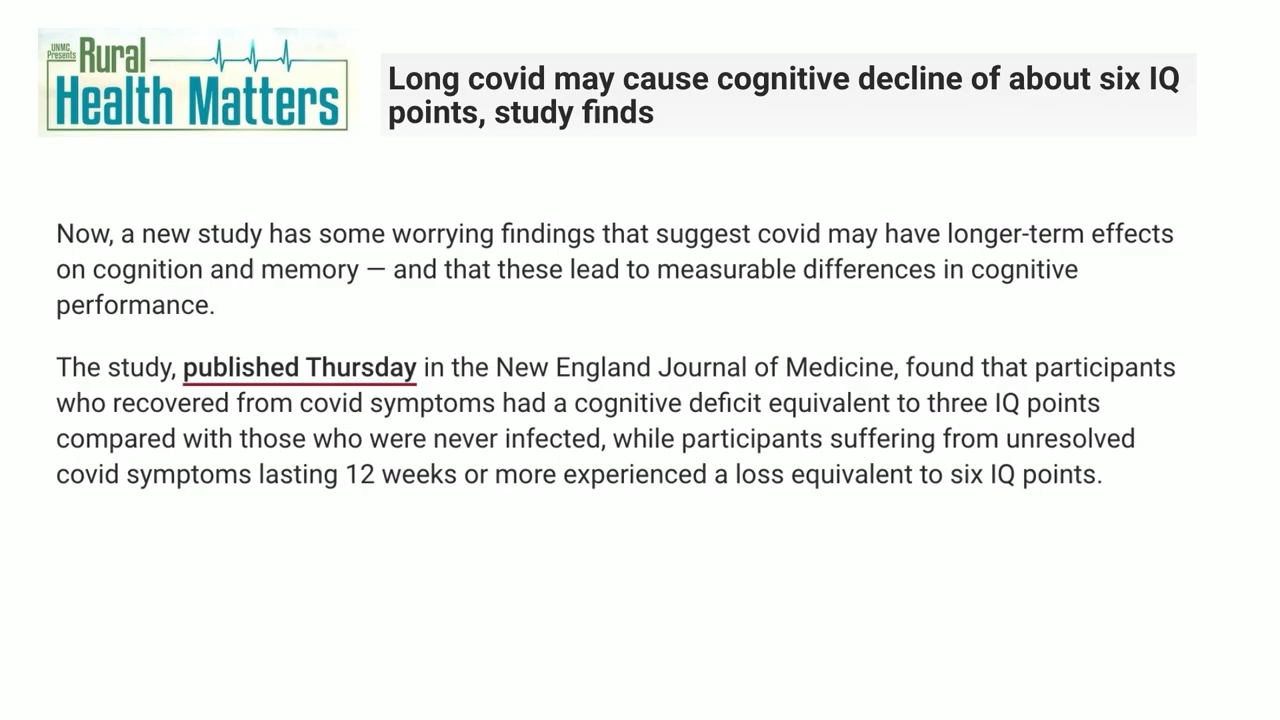 UNMC
Presents
Rural
Health Matters
Long covid may cause cognitive decline of about six IQ
points, study finds
Now, a new study has some worrying findings that suggest covid may have longer-term effects
on cognition and memory — and that these lead to measurable differences in cognitive
performance.
The study, published Thursday in the New England Journal of Medicine, found that participants
who recovered from covid symptoms had a cognitive deficit equivalent to three IQ points
compared with those who were never infected, while participants suffering from unresolved
covid symptoms lasting 12 weeks or more experienced a loss equivalent to six IQ points.